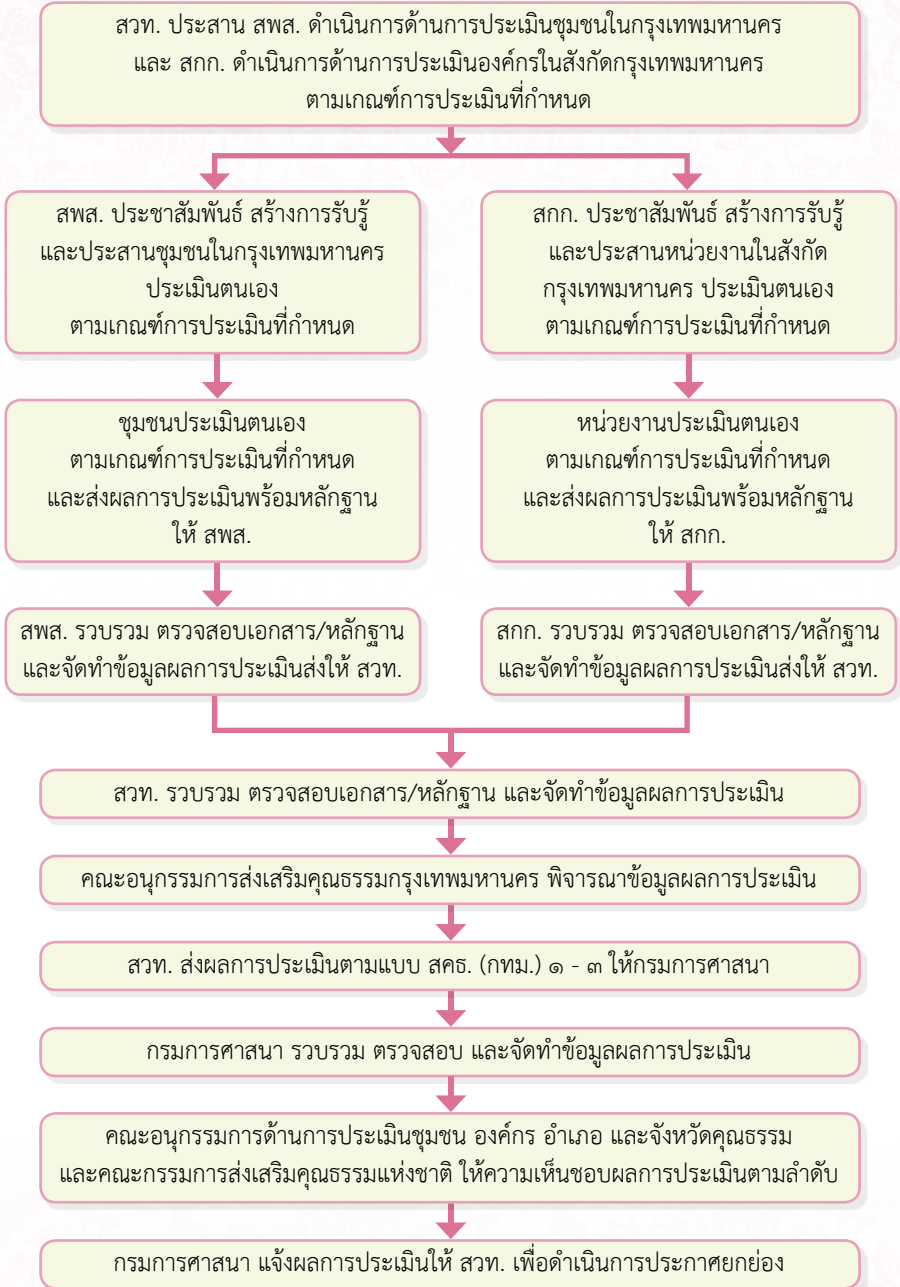 สวท. ประสาน สพส. ดำเนินการด้านการประเมินชุมชนในกรุงเทพมหานคร
และ สกก. ดำเนินการด้านการประเมินองค์กรในสังกัดกรุงเทพมหานคร
ตามเกณฑ์การประเมินที่กำหนด
สพส. ประชาสัมพันธ์ สร้างการรับรู้
และประสานชุมชนในกรุงเทพมหานคร
ประเมินตนเอง
ตามเกณฑ์การประเมินที่กำหนด
สกก. ประชาสัมพันธ์ สร้างการรับรู้
และประสานหน่วยงานในสังกัด
กรุงเทพมหานคร ประเมินตนเอง
ตามเกณฑ์การประเมินที่กำหนด
ชุมชนประเมินตนเอง
ตามเกณฑ์การประเมินที่กำหนด
และส่งผลการประเมินพร้อมหลักฐาน
ให้ สพส.
หน่วยงานประเมินตนเอง
ตามเกณฑ์การประเมินที่กำหนด
และส่งผลการประเมินพร้อมหลักฐาน
ให้ สกก.
สพส. รวบรวม ตรวจสอบเอกสาร/หลักฐาน
และจัดทำข้อมูลผลการประเมินส่งให้ สวท.
สกก. รวบรวม ตรวจสอบเอกสาร/หลักฐาน
และจัดทำข้อมูลผลการประเมินส่งให้ สวท.
สวท. รวบรวม ตรวจสอบเอกสาร/หลักฐาน และจัดทำข้อมูลผลการประเมิน
คณะอนุกรรมการส่งเสริมคุณธรรมกรุงเทพมหานคร พิจารณาข้อมูลผลการประเมิน
สวท. ส่งผลการประเมินตามแบบ สคธ. (กทม.) ๑ - ๓ ให้กรมการศาสนา
กรมการศาสนา รวบรวม ตรวจสอบ และจัดทำข้อมูลผลการประเมิน
คณะอนุกรรมการด้านการประเมินชุมชน องค์กร อำเภอ และจังหวัดคุณธรรม
และคณะกรรมการส่งเสริมคุณธรรมแห่งชาติ ให้ความเห็นชอบผลการประเมินตามลำดับ
กรมการศาสนา แจ้งผลการประเมินให้ สวท. เพื่อดำเนินการประกาศยกย่อง